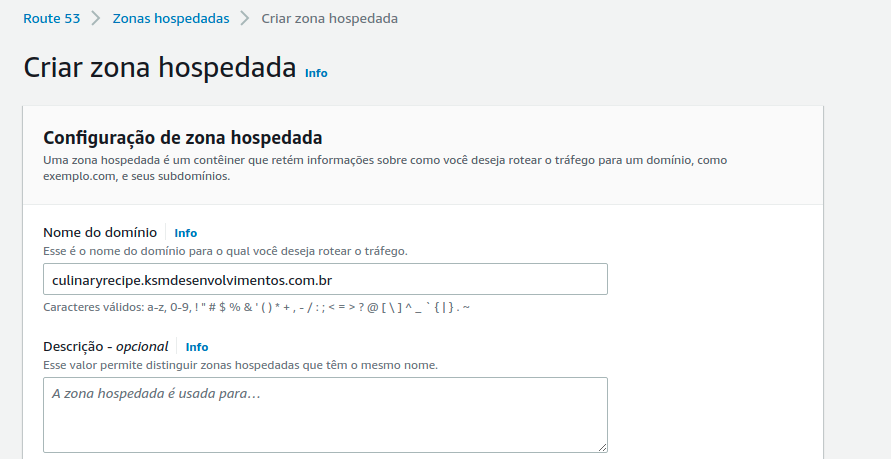 Route 53 > Zonas hospedadas > Criar zona hospedada
Criar zona hospedada Info
Configuração de zona hospedada
Uma zona hospedada é um contêiner que retém informações sobre como você deseja rotear o tráfego para um domínio, como
exemplo.com, e seus subdomínios.
Nome do domínio Info
Esse é o nome do domínio para o qual você deseja rotear o tráfego.
culinaryrecipe.ksmdesenvolvimentos.com.br
Caracteres válidos: a-z, 0-9, ! " # $ % & ' ( ) * + , - / : ; < = > ? @ [ \ ] ^ _ ` { | } . ~
Descrição - opcional Info
Esse valor permite distinguir zonas hospedadas que têm o mesmo nome.
A zona hospedada é usada para...